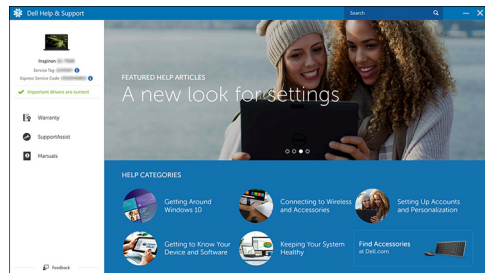 Dell Help & Support
Search
Inspiron
Service Tag
Express Service Code
Important drivers are current
Warranty
SupportAssist
Manuals
Feedback
FEATURED HELP ARTICLES
A new look for settings
HELP CATEGORIES
Getting Around
Windows 10
Connecting to Wireless
and Accessories
Setting Up Accounts
and Personalization
Getting to Know Your
Device and Software
Keeping Your System
Healthy
Find Accessories
at Dell.com